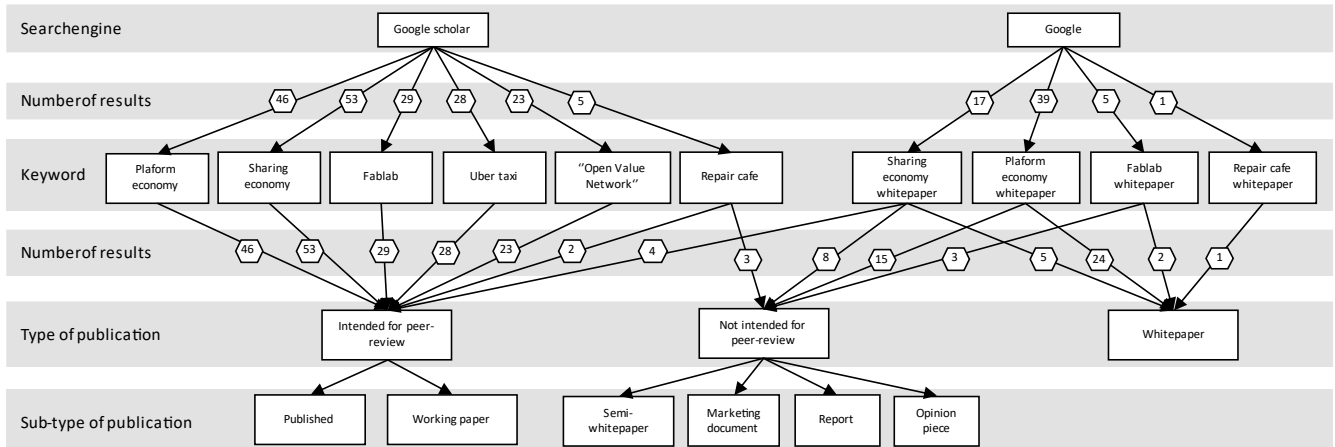 Searchengine
Google scholar
Google
Numberof results
46
53
29
28
23
5
17
39
5
1
Keyword
Plaform
economy
Sharing
economy
Fablab
Uber taxi
‘’Open Value
Network’’
Repair cafe
Sharing
economy
whitepaper
Plaform
economy
whitepaper
Fablab
whitepaper
Repair cafe
whitepaper
Numberof results
46
53
29
28
23
2
4
3
8
15
3
5
24
2
1
Type of publication
Intended for peer-
review
Not intended for
peer-review
Whitepaper
Sub-type of publication
Published
Working paper
Semi-
whitepaper
Marketing
document
Report
Opinion
piece